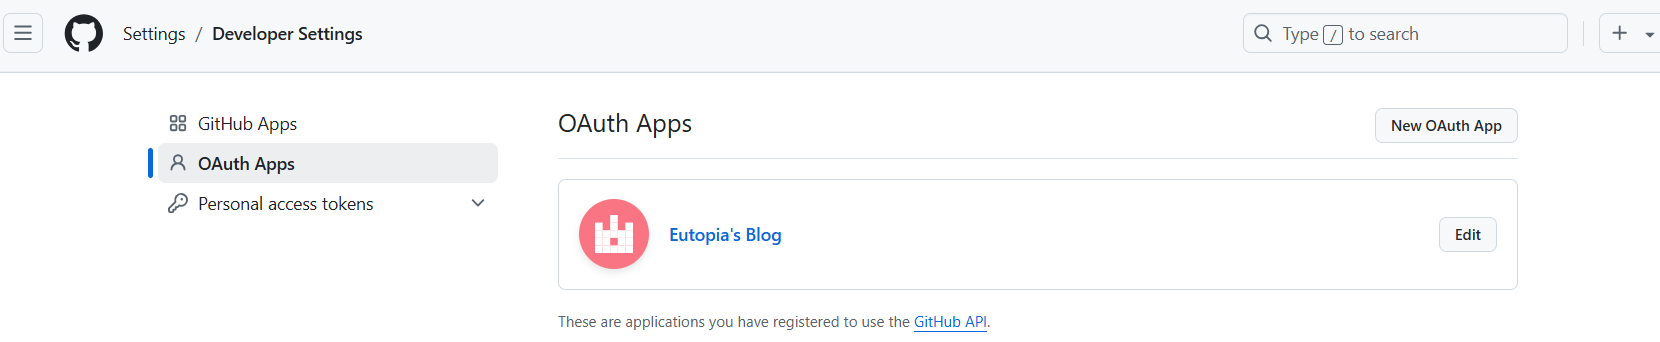 Settings / Developer Settings
Type / to search
GitHub Apps
OAuth Apps
Personal access tokens
OAuth Apps
New OAuth App
Eutopia's Blog
Edit
These are applications you have registered to use the GitHub API.